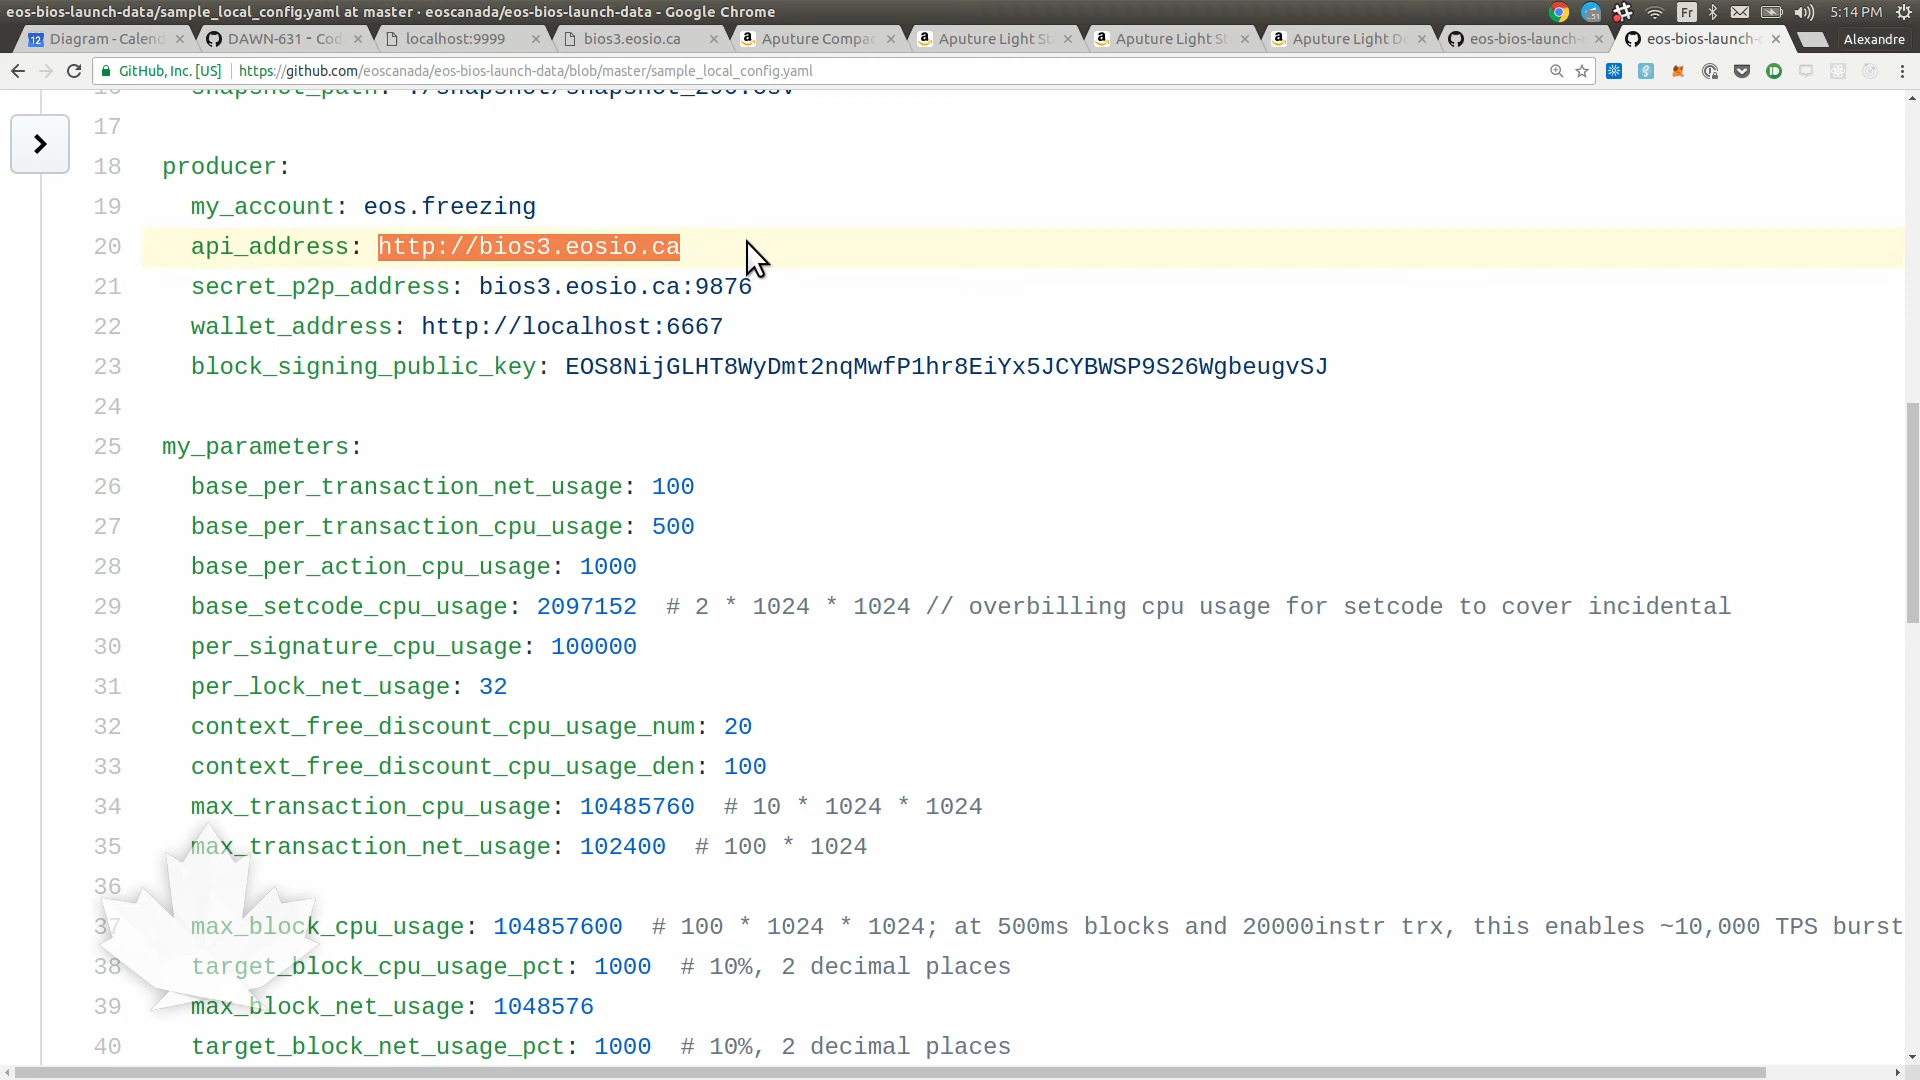 eos-bios-launch-data/sample_local_config.yaml at master · eoscanada/eos-bios-launch-data - Google Chrome
Fr
5:14 PM
12 Diagram - Calend
DAWN-631 - Cod
localhost:9999
bios3.eosio.ca
Aputure Compac
Aputure Light St
Aputure Light St
Aputure Light Do
eos-bios-launch-
eos-bios-launch-
Alexandre
GitHub, Inc. [US]
https://github.com/eoscanada/eos-bios-launch-data/blob/master/sample_local_config.yaml
17
18 producer:
19 my_account: eos.freezing
20 api_address: http://bios3.eosio.ca
21 secret_p2p_address: bios3.eosio.ca:9876
22 wallet_address: http://localhost:6667
23 block_signing_public_key: EOS8NijGLHT8WyDmt2nqMwfP1hr8EiYx5JCYBWSP9S26WgbeugvSJ
24
25 my_parameters:
26 base_per_transaction_net_usage: 100
27 base_per_transaction_cpu_usage: 500
28 base_per_action_cpu_usage: 1000
29 base_setcode_cpu_usage: 2097152 # 2 * 1024 * 1024 // overbilling cpu usage for setcode to cover incidental
30 per_signature_cpu_usage: 100000
31 per_lock_net_usage: 32
32 context_free_discount_cpu_usage_num: 20
33 context_free_discount_cpu_usage_den: 100
34 max_transaction_cpu_usage: 10485760 # 10 * 1024 * 1024
35 max_transaction_net_usage: 102400 # 100 * 1024
36
37 max_block_cpu_usage: 104857600 # 100 * 1024 * 1024; at 500ms blocks and 20000instr trx, this enables ~10,000 TPS burst
38 target_block_cpu_usage_pct: 1000 # 10%, 2 decimal places
39 max_block_net_usage: 1048576
40 target_block_net_usage_pct: 1000 # 10%, 2 decimal places